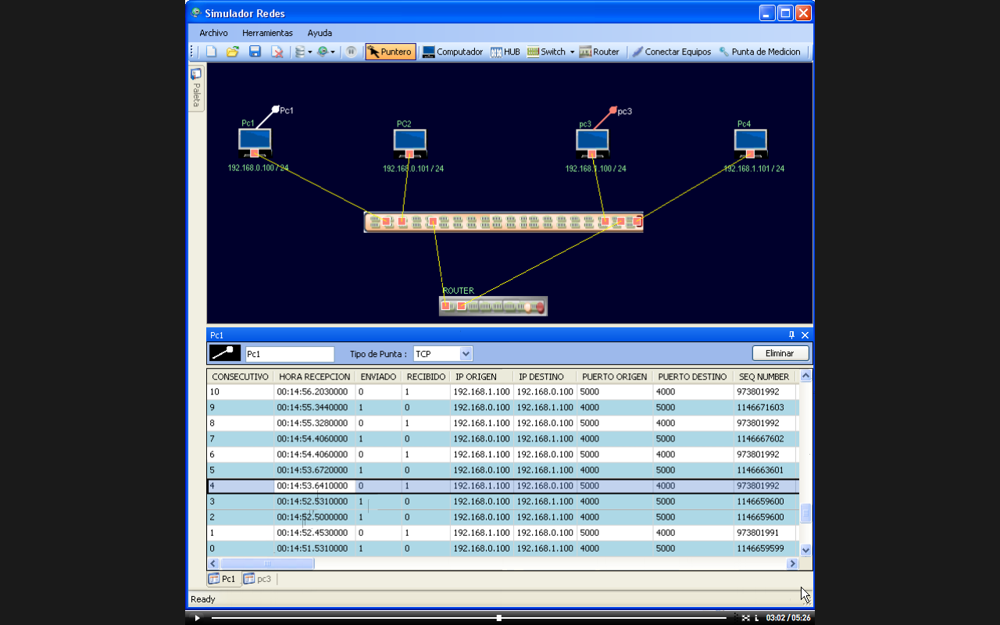 Simulador Redes
Archivo Herramientas Ayuda
Puntero Computador HUB Switch Router Conectar Equipos Punta de Medicion
Paleta
Pc1 pc3
Pc1 PC2 pc3 Pc4
192.168.0.100 / 24 192.168.0.101 / 24 192.168.1.100 / 24 192.168.1.101 / 24
ROUTER
Pc1
Pc1 Tipo de Punta : TCP Eliminar
CONSECUTIVO HORA RECEPCION ENVIADO RECIBIDO IP ORIGEN IP DESTINO PUERTO ORIGEN PUERTO DESTINO SEQ NUMBER
10 00:14:56.2030000 0 1 192.168.1.100 192.168.0.100 5000 4000 973801992
9 00:14:55.3440000 1 0 192.168.0.100 192.168.1.100 4000 5000 1146671603
8 00:14:55.3280000 0 1 192.168.1.100 192.168.0.100 5000 4000 973801992
7 00:14:54.4060000 1 0 192.168.0.100 192.168.1.100 4000 5000 1146667602
6 00:14:54.4060000 0 1 192.168.1.100 192.168.0.100 5000 4000 973801992
5 00:14:53.6720000 1 0 192.168.0.100 192.168.1.100 4000 5000 1146663601
4 00:14:53.6410000 0 1 192.168.1.100 192.168.0.100 5000 4000 973801992
3 00:14:52.5310000 1 0 192.168.0.100 192.168.1.100 4000 5000 1146659600
2 00:14:52.5000000 1 0 192.168.0.100 192.168.1.100 4000 5000 1146659600
1 00:14:52.4530000 0 1 192.168.1.100 192.168.0.100 5000 4000 973801991
0 00:14:51.5310000 1 0 192.168.0.100 192.168.1.100 4000 5000 1146659599
Pc1 pc3
Ready
03:02 / 05:26